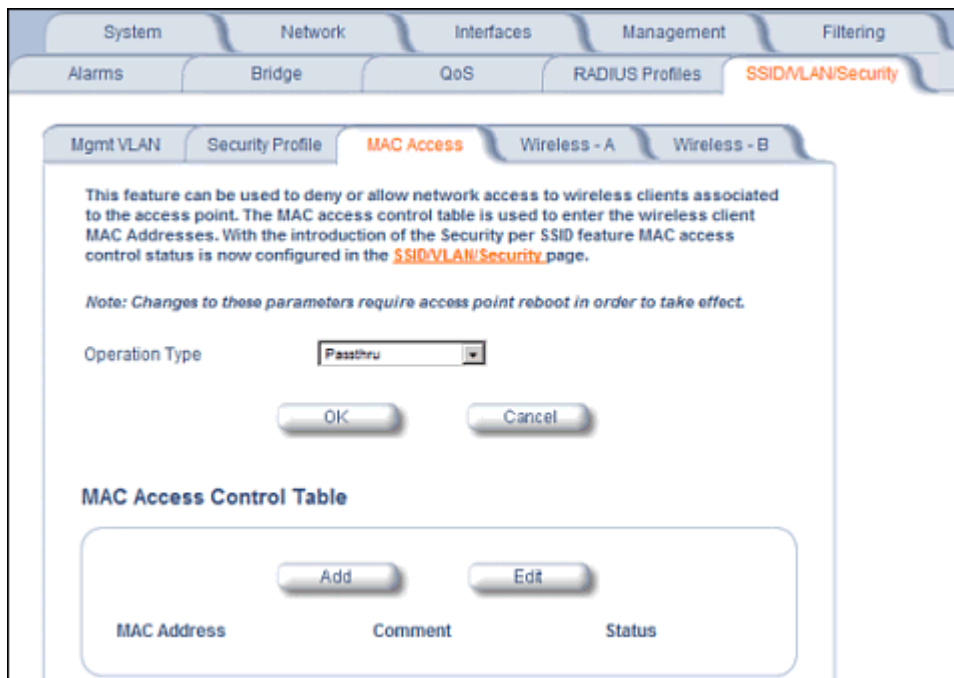 System Network Interfaces Management Filtering
Alarms Bridge QoS RADIUS Profiles SSID/VLAN/Security
Mgmt VLAN Security Profile MAC Access Wireless - A Wireless - B
This feature can be used to deny or allow network access to wireless clients associated
to the access point. The MAC access control table is used to enter the wireless client
MAC Addresses. With the introduction of the Security per SSID feature MAC access
control status is now configured in the SSID/VLAN/Security page.
Note: Changes to these parameters require access point reboot in order to take effect.
Operation Type Passthru
OK Cancel
MAC Access Control Table
Add Edit
MAC Address Comment Status